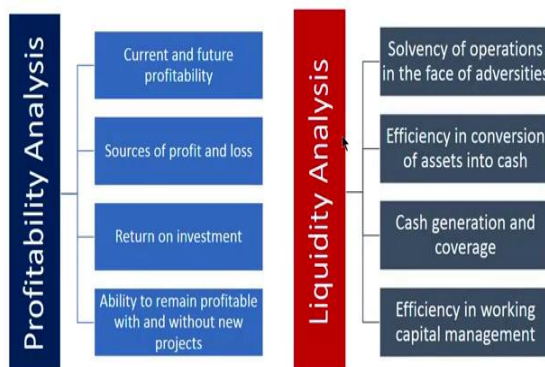 Profitability Analysis
Current and future
profitability
Sources of profit and loss
Return on investment
Ability to remain profitable
with and without new
projects
Liquidity Analysis
Solvency of operations
in the face of adversities
Efficiency in conversion
of assets into cash
Cash generation and
coverage
Efficiency in working
capital management